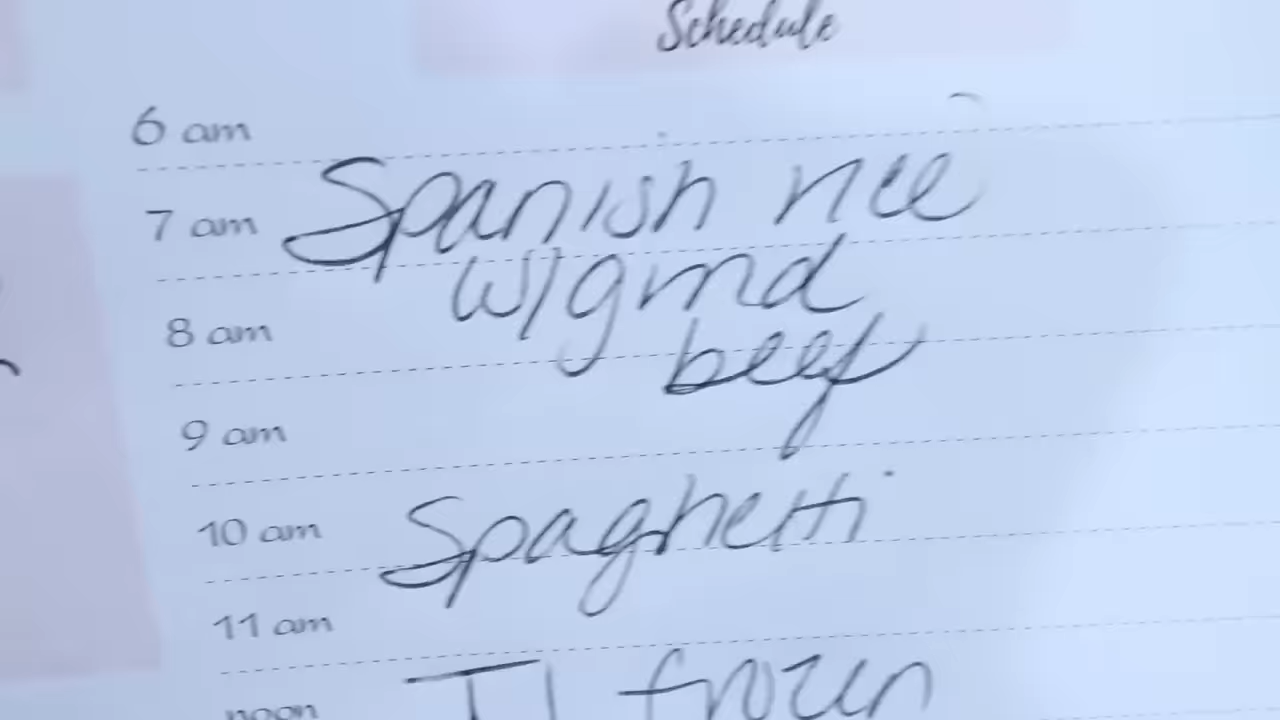 Schedule
6 am
7 am Spanish rice
w/grnd
8 am
beef
9 am
10 am Spaghetti
11 am
noon frozen